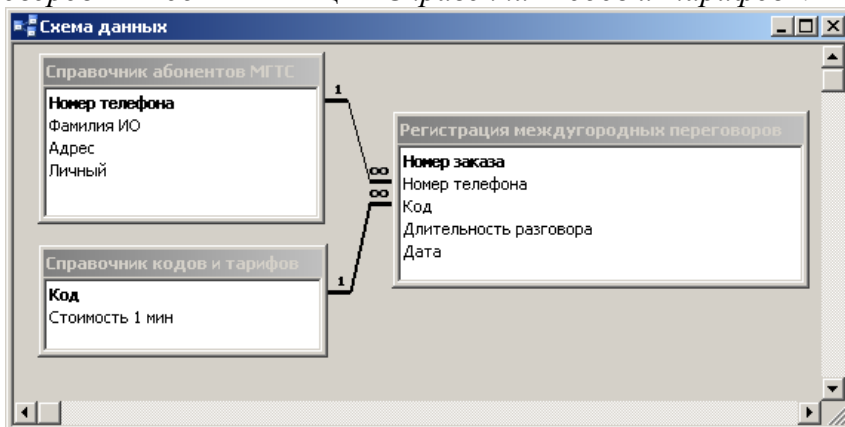 Схема данных
Справочник абонентов МГТС
Номер телефона
Фамилия ИО
Адрес
Личный
1
∞
∞
1
Регистрация междугородных переговоров
Номер заказа
Номер телефона
Код
Длительность разговора
Дата
Справочник кодов и тарифов
Код
Стоимость 1 мин